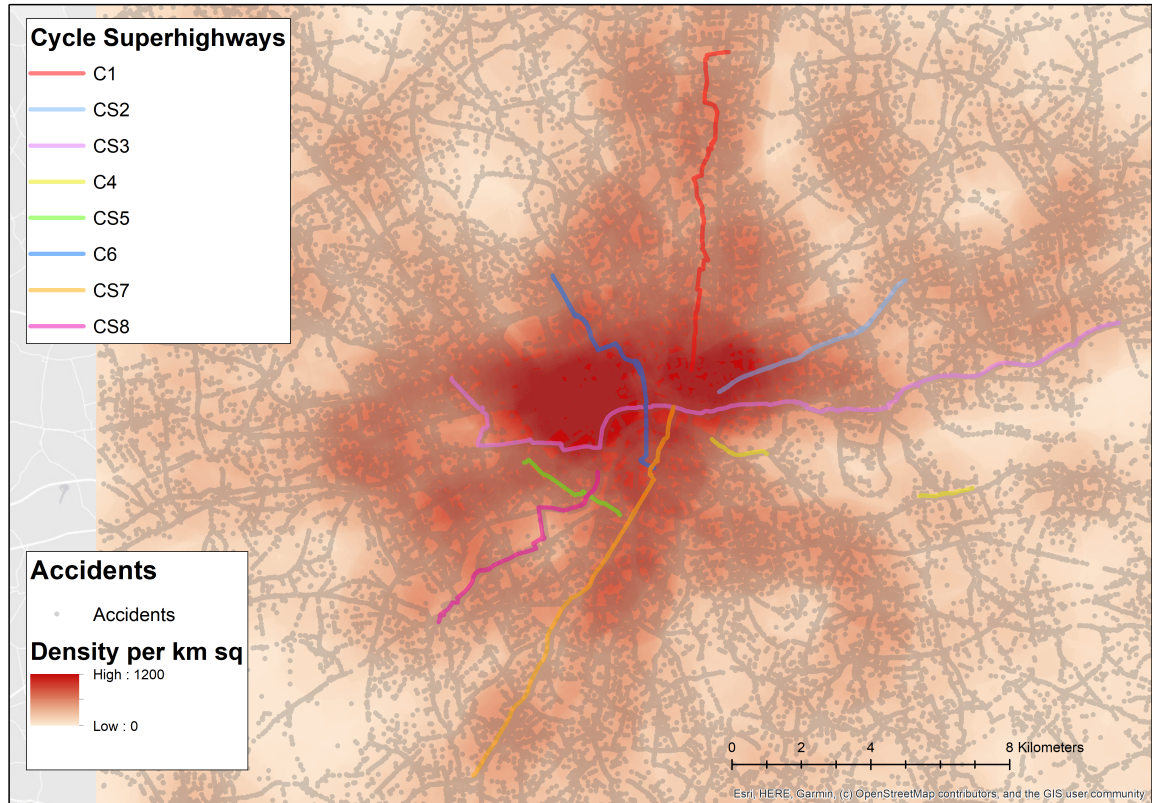 Cycle Superhighways
C1
CS2
CS3
C4
CS5
C6
CS7
CS8
Accidents
Accidents
Density per km sq
High : 1200
Low : 0
0 2 4 8 Kilometers
Esri, HERE, Garmin, (c) OpenStreetMap contributors, and the GIS user community